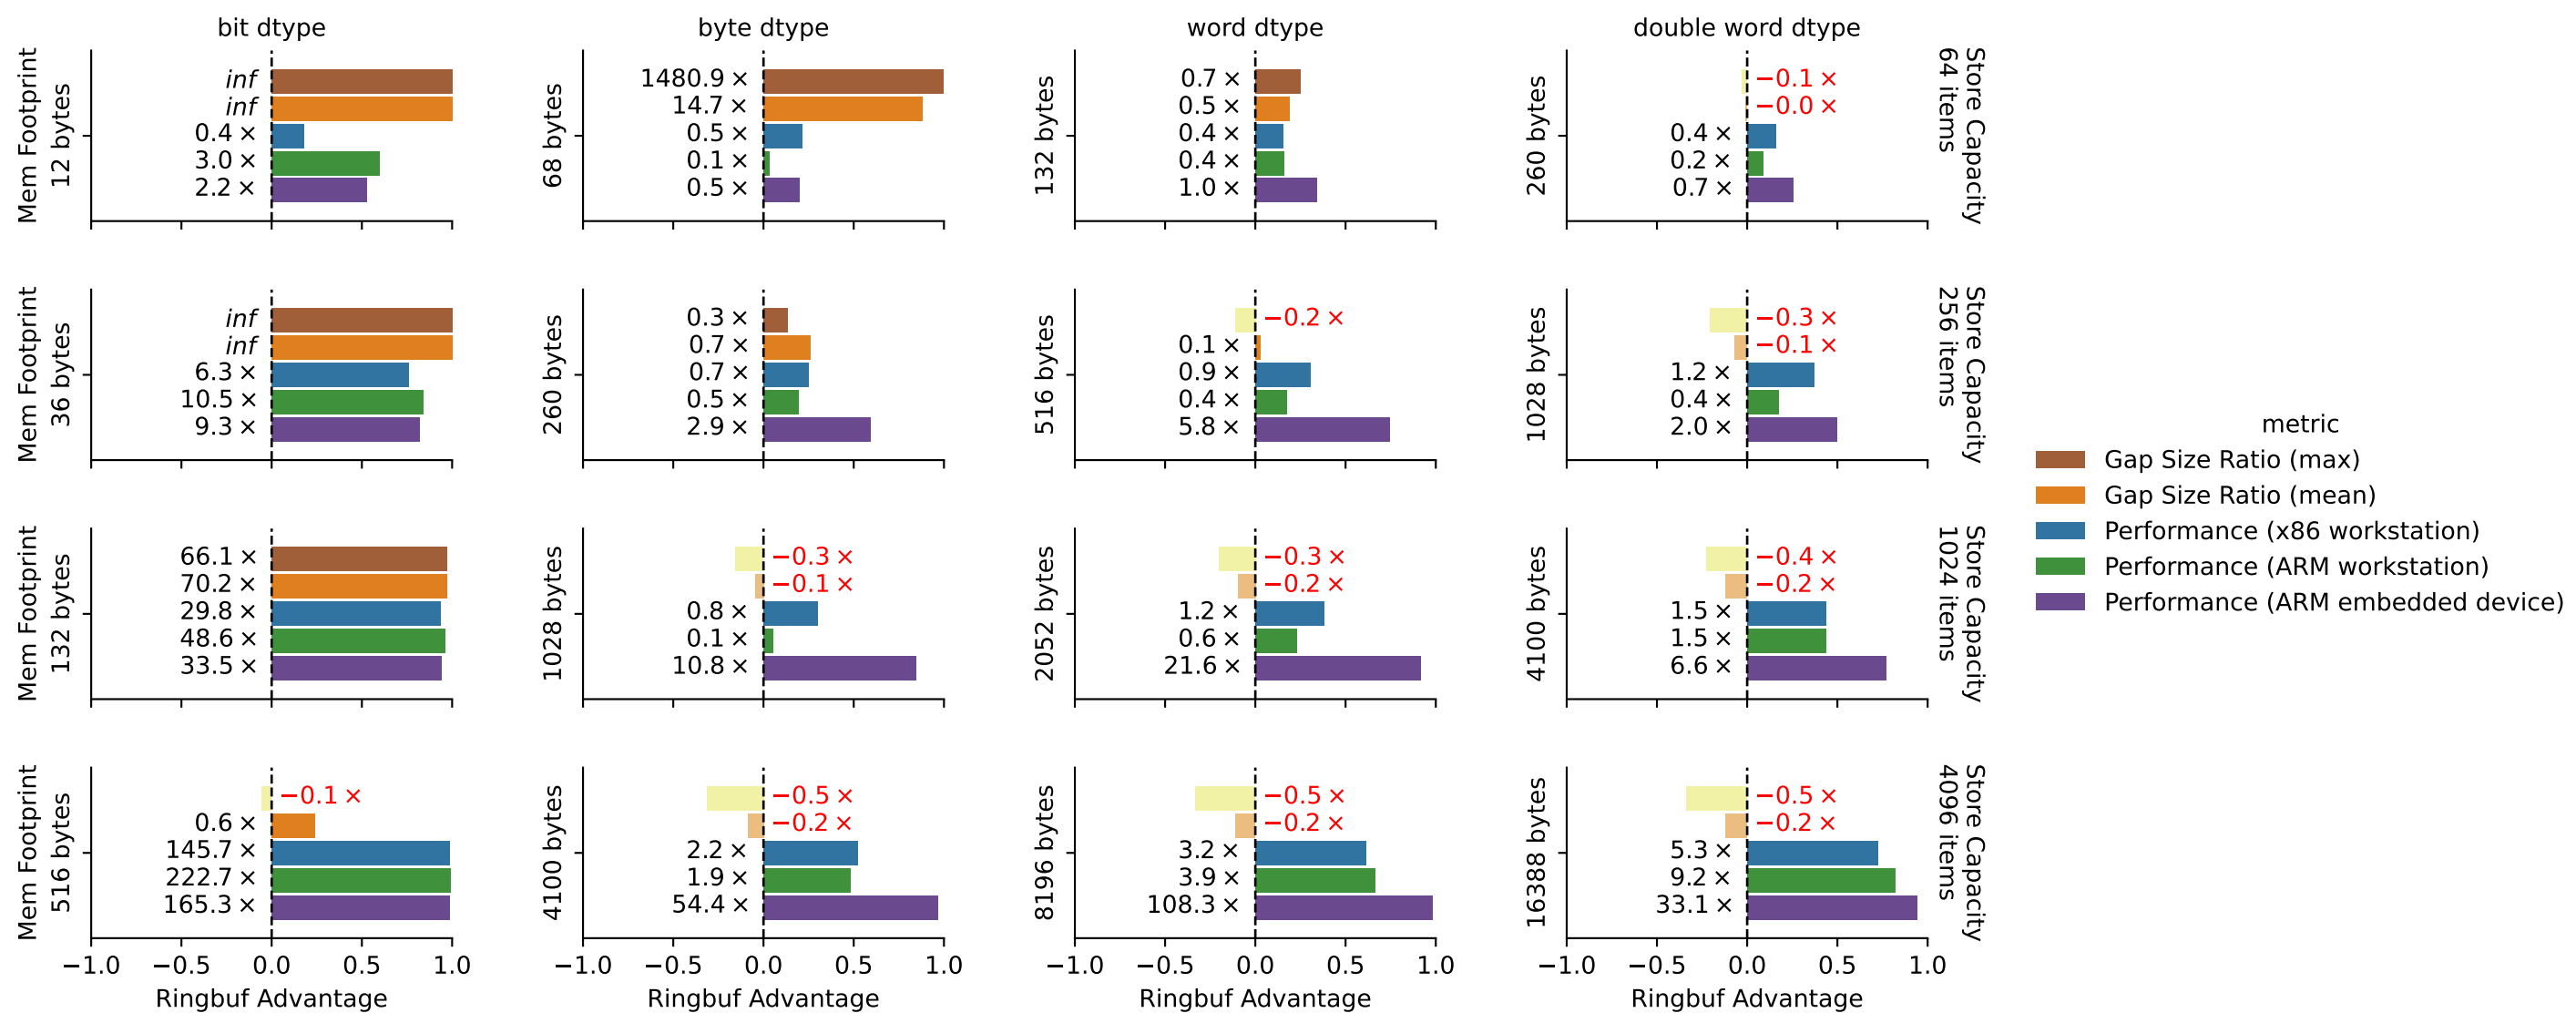 bit dtype
byte dtype
word dtype
double word dtype
Mem Footprint
12 bytes
inf
inf
0.4 ×
3.0 ×
2.2 ×
68 bytes
1480.9 ×
14.7 ×
0.5 ×
0.1 ×
0.5 ×
132 bytes
0.7 ×
0.5 ×
0.4 ×
0.4 ×
1.0 ×
260 bytes
−0.1 ×
−0.0 ×
0.4 ×
0.2 ×
0.7 ×
Store Capacity
64 items
Mem Footprint
36 bytes
inf
inf
6.3 ×
10.5 ×
9.3 ×
260 bytes
0.3 ×
0.7 ×
0.7 ×
0.5 ×
2.9 ×
516 bytes
−0.2 ×
0.1 ×
0.9 ×
0.4 ×
5.8 ×
1028 bytes
−0.3 ×
−0.1 ×
1.2 ×
0.4 ×
2.0 ×
Store Capacity
256 items
Mem Footprint
132 bytes
66.1 ×
70.2 ×
29.8 ×
48.6 ×
33.5 ×
1028 bytes
−0.3 ×
−0.1 ×
0.8 ×
0.1 ×
10.8 ×
2052 bytes
−0.3 ×
−0.2 ×
1.2 ×
0.6 ×
21.6 ×
4100 bytes
−0.4 ×
−0.2 ×
1.5 ×
1.5 ×
6.6 ×
Store Capacity
1024 items
Mem Footprint
516 bytes
−0.1 ×
0.6 ×
145.7 ×
222.7 ×
165.3 ×
4100 bytes
−0.5 ×
−0.2 ×
2.2 ×
1.9 ×
54.4 ×
8196 bytes
−0.5 ×
−0.2 ×
3.2 ×
3.9 ×
108.3 ×
16388 bytes
−0.5 ×
−0.2 ×
5.3 ×
9.2 ×
33.1 ×
Store Capacity
4096 items
−1.0 −0.5 0.0 0.5 1.0
−1.0 −0.5 0.0 0.5 1.0
−1.0 −0.5 0.0 0.5 1.0
−1.0 −0.5 0.0 0.5 1.0
Ringbuf Advantage
Ringbuf Advantage
Ringbuf Advantage
Ringbuf Advantage
metric
Gap Size Ratio (max)
Gap Size Ratio (mean)
Performance (x86 workstation)
Performance (ARM workstation)
Performance (ARM embedded device)